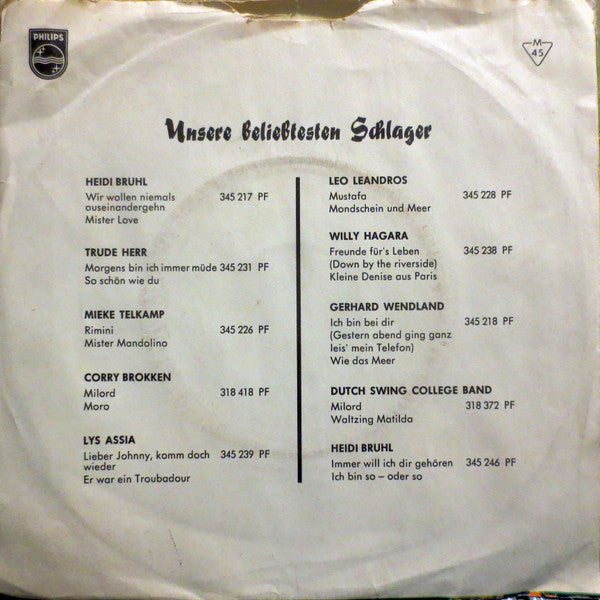 PHILIPS
M
45
Unsere beliebtesten Schlager
HEIDI BRUHL
Wir wollen niemals 345 217 PF
auseinandergehn
Mister Love
TRUDE HERR
Morgens bin ich immer müde 345 231 PF
So schön wie du
MIEKE TELKAMP
Rimini 345 226 PF
Mister Mandolino
CORRY BROKKEN
Milord 318 418 PF
Moro
LYS ASSIA
Lieber Johnny, komm doch 345 239 PF
wieder
Er war ein Troubadour
LEO LEANDROS
Mustafa 345 228 PF
Mondschein und Meer
WILLY HAGARA
Freunde für's Leben 345 238 PF
(Down by the riverside)
Kleine Denise aus Paris
GERHARD WENDLAND
Ich bin bei dir 345 218 PF
(Gestern abend ging ganz
leis' mein Telefon)
Wie das Meer
DUTCH SWING COLLEGE BAND
Milord 318 372 PF
Waltzing Matilda
HEIDI BRUHL
Immer will ich dir gehören 345 246 PF
Ich bin so – oder so